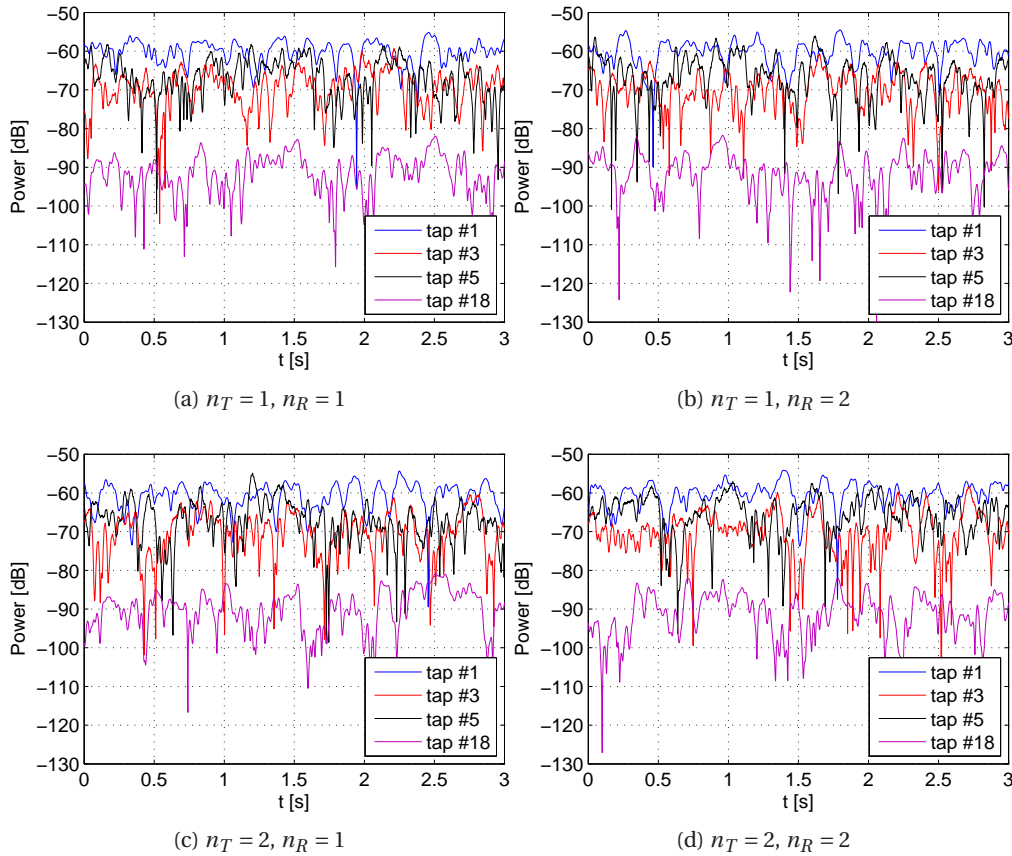 −50
−60
−70
−80
−90
−100
−110
−120
−130
Power [dB]
0 0.5 1 1.5 2 2.5 3
t [s]
tap #1
tap #3
tap #5
tap #18
(a) n_T = 1, n_R = 1
−50
−60
−70
−80
−90
−100
−110
−120
−130
Power [dB]
0 0.5 1 1.5 2 2.5 3
t [s]
tap #1
tap #3
tap #5
tap #18
(b) n_T = 1, n_R = 2
−50
−60
−70
−80
−90
−100
−110
−120
−130
Power [dB]
0 0.5 1 1.5 2 2.5 3
t [s]
tap #1
tap #3
tap #5
tap #18
(c) n_T = 2, n_R = 1
−50
−60
−70
−80
−90
−100
−110
−120
−130
Power [dB]
0 0.5 1 1.5 2 2.5 3
t [s]
tap #1
tap #3
tap #5
tap #18
(d) n_T = 2, n_R = 2